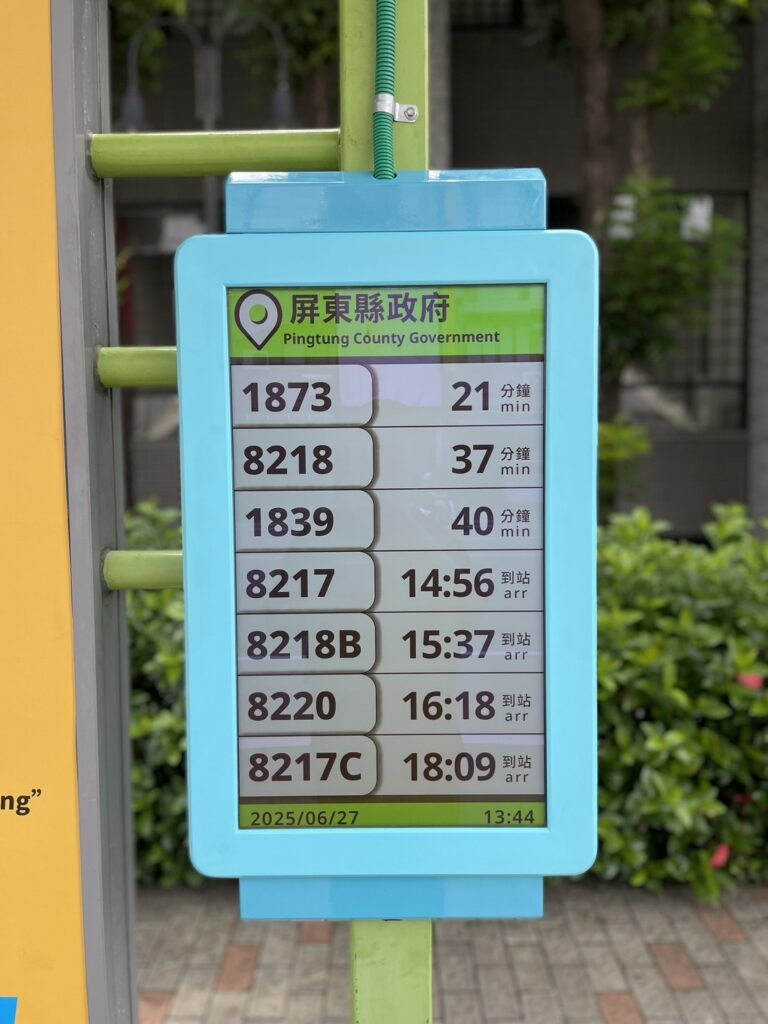 屏東縣政府
Pingtung County Government
1873 21 分鐘 min
8218 37 分鐘 min
1839 40 分鐘 min
8217 14:56 到站 arr
8218B 15:37 到站 arr
8220 16:18 到站 arr
8217C 18:09 到站 arr
2025/06/27 13:44
ng”